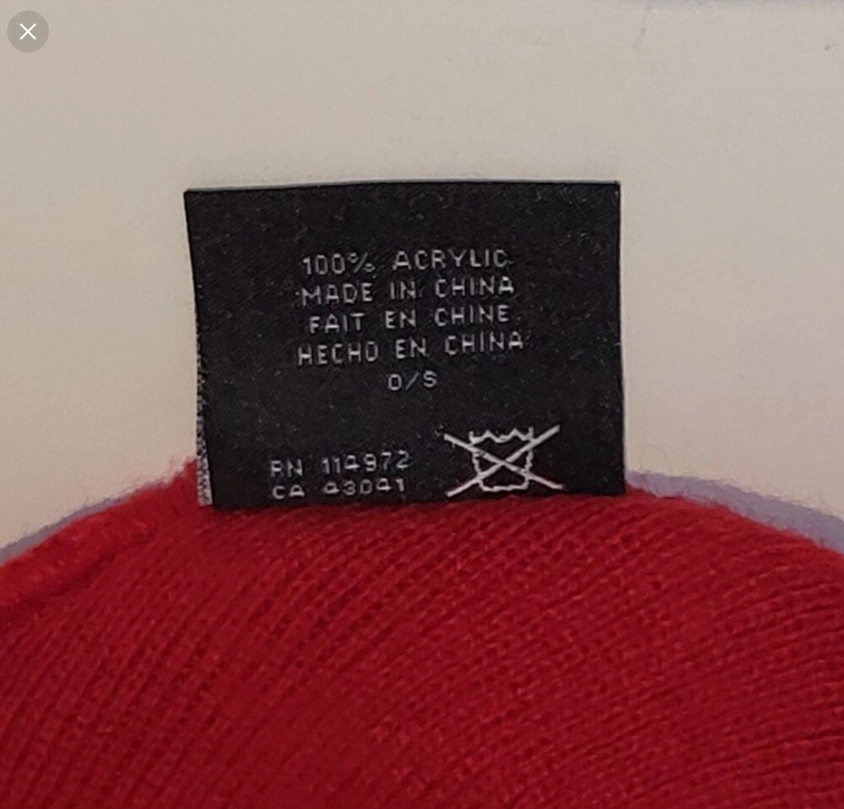 100% ACRYLIC
MADE IN CHINA
FAIT EN CHINE
HECHO EN CHINA
O/S
RN 114972
CA 43041